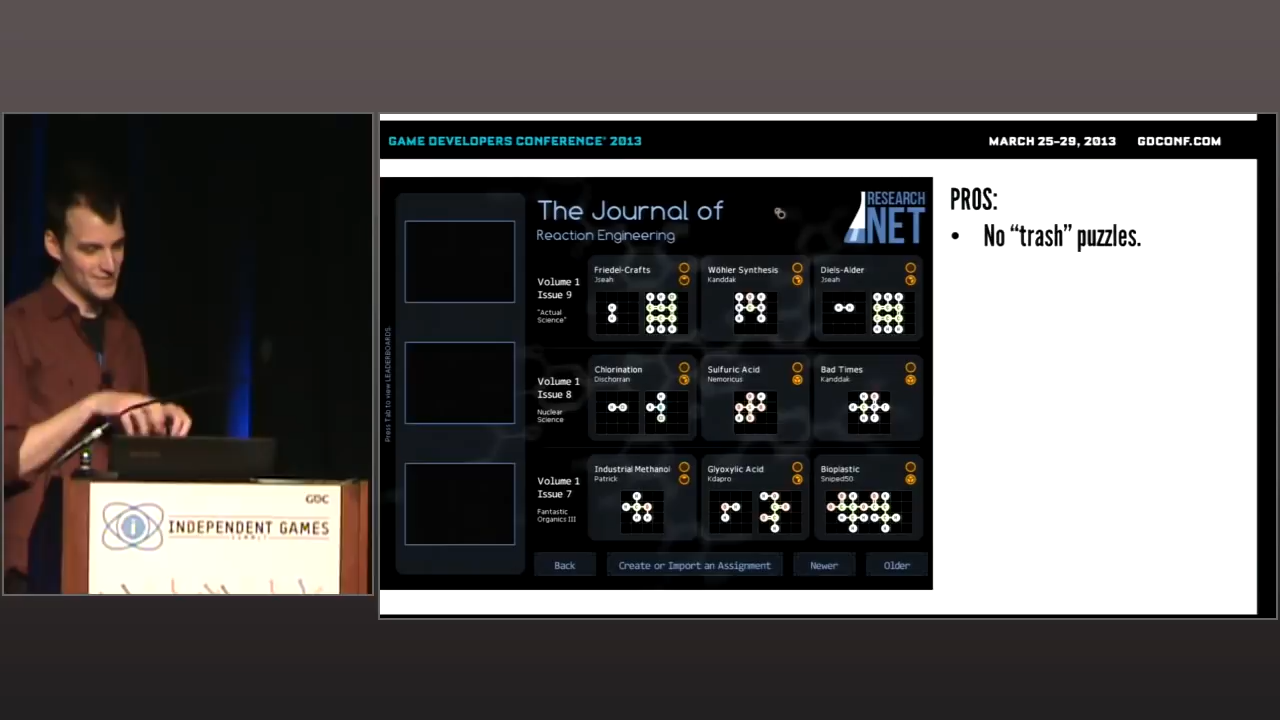 GAME DEVELOPERS CONFERENCE® 2013
MARCH 25-29, 2013 GDCONF.COM
The Journal of
Reaction Engineering
RESEARCH
NET
PROS:
• No “trash” puzzles.
Press Tab to view LEADERBOARDS.
Volume 1
Issue 9
"Actual
Science"
Friedel-Crafts
Jseah
Wöhler Synthesis
Kanddak
Diels-Alder
Jseah
Volume 1
Issue 8
Nuclear
Science
Chlorination
Dischorran
Sulfuric Acid
Nemoricus
Bad Times
Kanddak
Volume 1
Issue 7
Fantastic
Organics III
Industrial Methanol
Patrick
Glyoxylic Acid
Kdapro
Bioplastic
Sniped50
Back
Create or Import an Assignment
Newer
Older
GDC
i
INDEPENDENT GAMES
SUMMIT